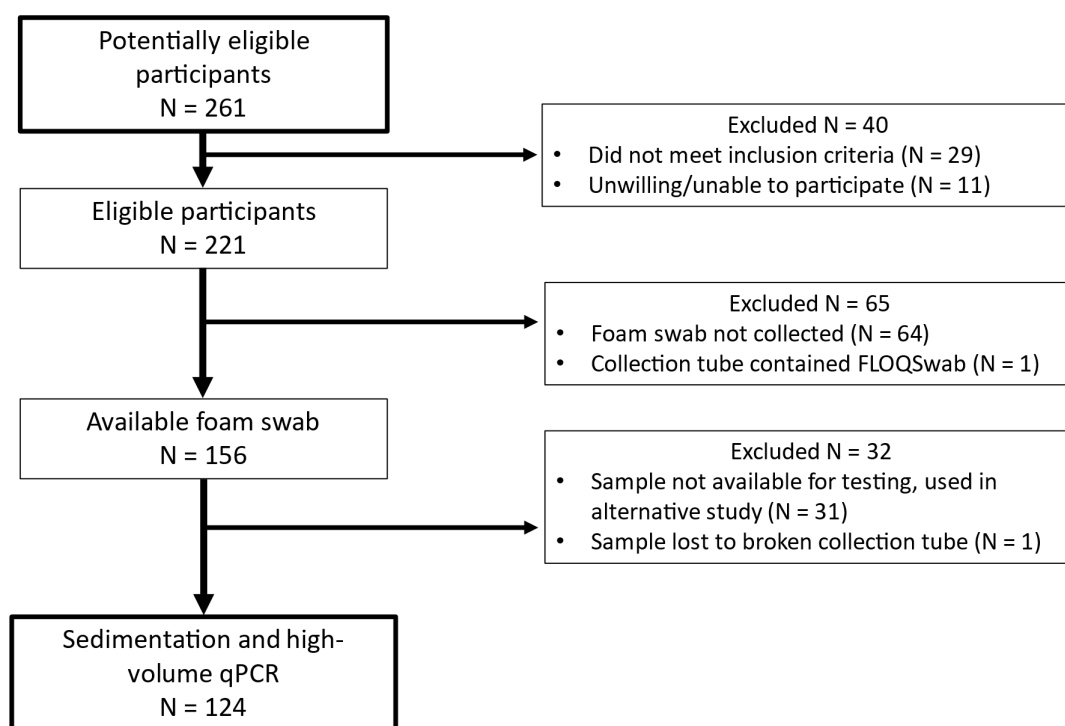 Potentially eligible
participants
N = 261
Excluded N = 40
• Did not meet inclusion criteria (N = 29)
• Unwilling/unable to participate (N = 11)
Eligible participants
N = 221
Excluded N = 65
• Foam swab not collected (N = 64)
• Collection tube contained FLOQSwab (N = 1)
Available foam swab
N = 156
Excluded N = 32
• Sample not available for testing, used in
alternative study (N = 31)
• Sample lost to broken collection tube (N = 1)
Sedimentation and high-
volume qPCR
N = 124